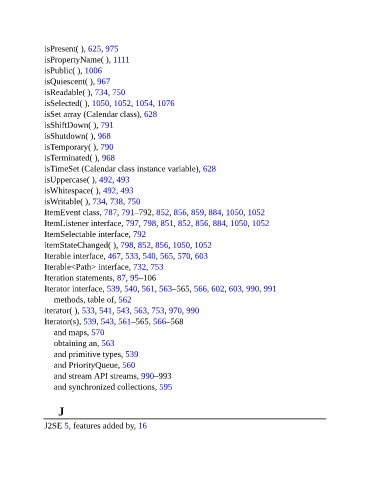 isPresent( ), 625, 975
isPropertyName( ), 1111
isPublic( ), 1006
isQuiescent( ), 967
isReadable( ), 734, 750
isSelected( ), 1050, 1052, 1054, 1076
isSet array (Calendar class), 628
isShiftDown( ), 791
isShutdown( ), 968
isTemporary( ), 790
isTerminated( ), 968
isTimeSet (Calendar class instance variable), 628
isUppercase( ), 492, 493
isWhitespace( ), 492, 493
isWritable( ), 734, 738, 750
ItemEvent class, 787, 791–792, 852, 856, 859, 884, 1050, 1052
ItemListener interface, 797, 798, 851, 852, 856, 884, 1050, 1052
ItemSelectable interface, 792
itemStateChanged( ), 798, 852, 856, 1050, 1052
Iterable interface, 467, 533, 540, 565, 570, 603
Iterable<Path> interface, 732, 753
Iteration statements, 87, 95–106
Iterator interface, 539, 540, 561, 563–565, 566, 602, 603, 990, 991
methods, table of, 562
iterator( ), 533, 541, 543, 563, 753, 970, 990
Iterator(s), 539, 543, 561–565, 566–568
and maps, 570
obtaining an, 563
and primitive types, 539
and PriorityQueue, 560
and stream API streams, 990–993
and synchronized collections, 595
J
J2SE 5, features added by, 16